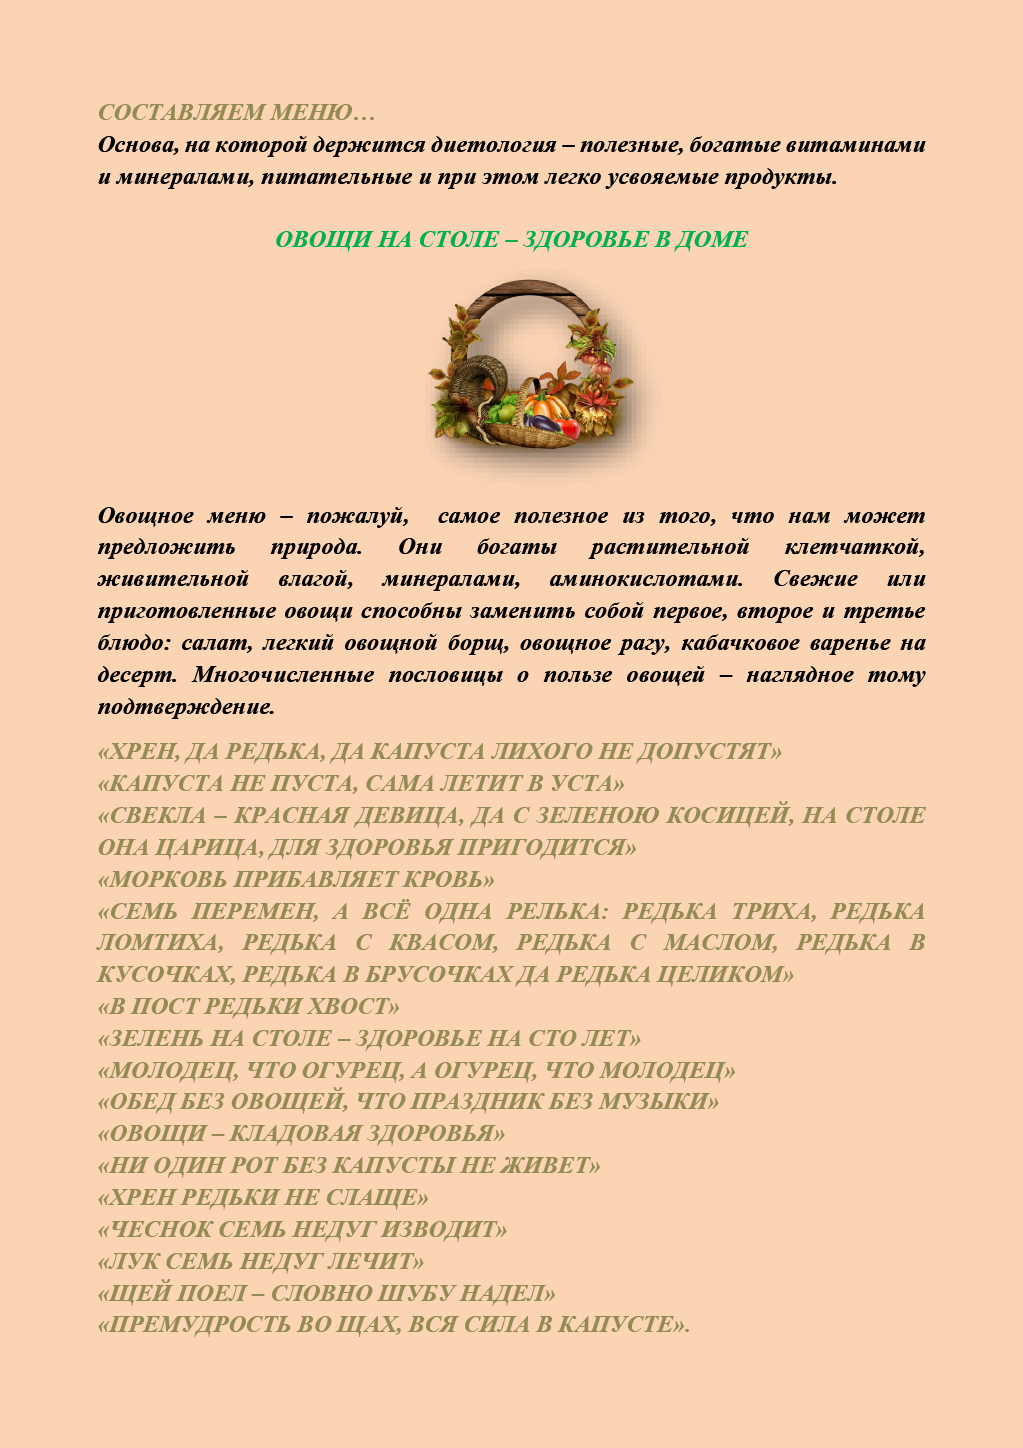 СОСТАВЛЯЕМ МЕНЮ…
Основа, на которой держится диетология – полезные, богатые витаминами
и минералами, питательные и при этом легко усвояемые продукты.
ОВОЩИ НА СТОЛЕ – ЗДОРОВЬЕ В ДОМЕ
Овощное меню – пожалуй, самое полезное из того, что нам может
предложить природа. Они богаты растительной клетчаткой,
живительной влагой, минералами, аминокислотами. Свежие или
приготовленные овощи способны заменить собой первое, второе и третье
блюдо: салат, легкий овощной борщ, овощное рагу, кабачковое варенье на
десерт. Многочисленные пословицы о пользе овощей – наглядное тому
подтверждение.
«ХРЕН, ДА РЕДЬКА, ДА КАПУСТА ЛИХОГО НЕ ДОПУСТЯТ»
«КАПУСТА НЕ ПУСТА, САМА ЛЕТИТ В УСТА»
«СВЕКЛА – КРАСНАЯ ДЕВИЦА, ДА С ЗЕЛЕНОЮ КОСИЦЕЙ, НА СТОЛЕ
ОНА ЦАРИЦА, ДЛЯ ЗДОРОВЬЯ ПРИГОДИТСЯ»
«МОРКОВЬ ПРИБАВЛЯЕТ КРОВЬ»
«СЕМЬ ПЕРЕМЕН, А ВСЁ ОДНА РЕЛЬКА: РЕДЬКА ТРИХА, РЕДЬКА
ЛОМТИХА, РЕДЬКА С КВАСОМ, РЕДЬКА С МАСЛОМ, РЕДЬКА В
КУСОЧКАХ, РЕДЬКА В БРУСОЧКАХ ДА РЕДЬКА ЦЕЛИКОМ»
«В ПОСТ РЕДЬКИ ХВОСТ»
«ЗЕЛЕНЬ НА СТОЛЕ – ЗДОРОВЬЕ НА СТО ЛЕТ»
«МОЛОДЕЦ, ЧТО ОГУРЕЦ, А ОГУРЕЦ, ЧТО МОЛОДЕЦ»
«ОБЕД БЕЗ ОВОЩЕЙ, ЧТО ПРАЗДНИК БЕЗ МУЗЫКИ»
«ОВОЩИ – КЛАДОВАЯ ЗДОРОВЬЯ»
«НИ ОДИН РОТ БЕЗ КАПУСТЫ НЕ ЖИВЕТ»
«ХРЕН РЕДЬКИ НЕ СЛАЩЕ»
«ЧЕСНОК СЕМЬ НЕДУГ ИЗВОДИТ»
«ЛУК СЕМЬ НЕДУГ ЛЕЧИТ»
«ЩЕЙ ПОЕЛ – СЛОВНО ШУБУ НАДЕЛ»
«ПРЕМУДРОСТЬ ВО ЩАХ, ВСЯ СИЛА В КАПУСТЕ».